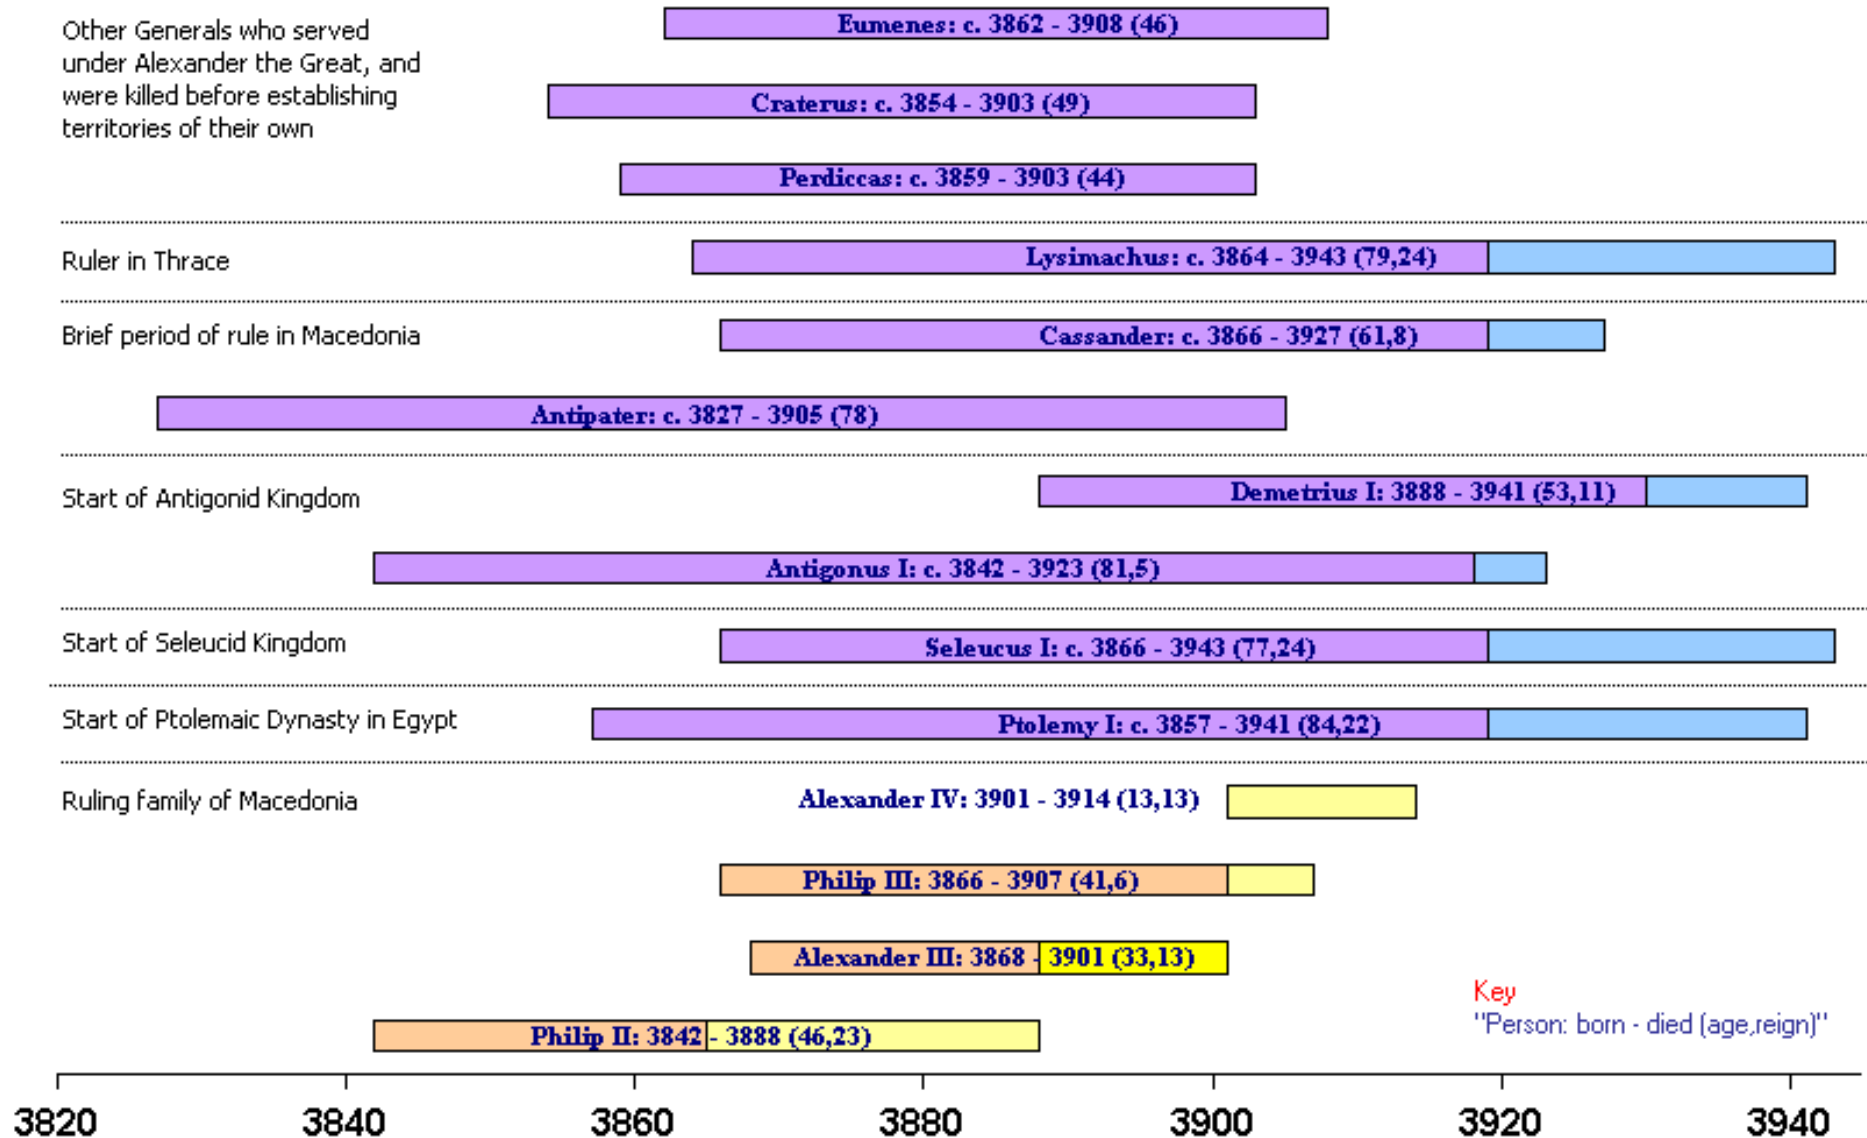 Other Generals who served
under Alexander the Great, and
were killed before establishing
territories of their own
Eumenes: c. 3862 - 3908 (46)
Craterus: c. 3854 - 3903 (49)
Perdiccas: c. 3859 - 3903 (44)
Ruler in Thrace
Lysimachus: c. 3864 - 3943 (79,24)
Brief period of rule in Macedonia
Cassander: c. 3866 - 3927 (61,8)
Antipater: c. 3827 - 3905 (78)
Start of Antigonid Kingdom
Demetrius I: 3888 - 3941 (53,11)
Antigonus I: c. 3842 - 3923 (81,5)
Start of Seleucid Kingdom
Seleucus I: c. 3866 - 3943 (77,24)
Start of Ptolemaic Dynasty in Egypt
Ptolemy I: c. 3857 - 3941 (84,22)
Ruling family of Macedonia
Alexander IV: 3901 - 3914 (13,13)
Philip III: 3866 - 3907 (41,6)
Alexander III: 3868 - 3901 (33,13)
Philip II: 3842 - 3888 (46,23)
Key
"Person: born - died (age,reign)"
3820 3840 3860 3880 3900 3920 3940